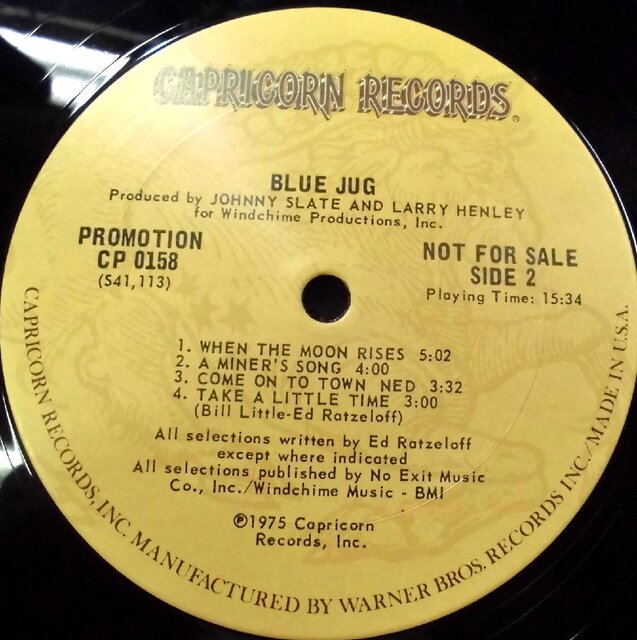 CAPRICORN RECORDS®
BLUE JUG
Produced by JOHNNY SLATE AND LARRY HENLEY
for Windchime Productions, Inc.
PROMOTION
CP 0158
(S41,113)
NOT FOR SALE
SIDE 2
Playing Time: 15:34
1. WHEN THE MOON RISES 5:02
2. A MINER'S SONG 4:00
3. COME ON TO TOWN NED 3:32
4. TAKE A LITTLE TIME 3:00
(Bill Little-Ed Ratzeloff)
All selections written by Ed Ratzeloff
except where indicated
All selections published by No Exit Music
Co., Inc./Windchime Music - BMI
℗1975 Capricorn
Records, Inc.
CAPRICORN RECORDS, INC. MANUFACTURED BY WARNER BROS. RECORDS INC./MADE IN U.S.A.